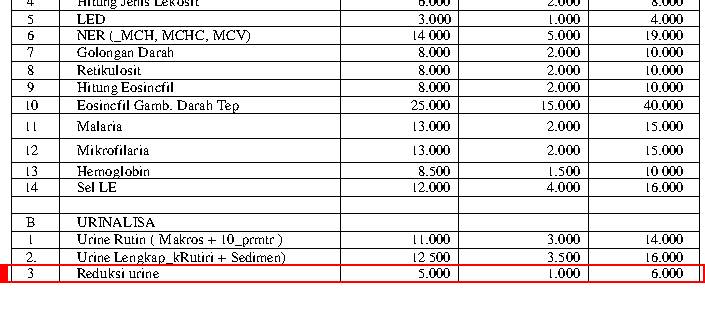 4 Hitung Jenis Lekosit 6.000 2.000 8.000
5 LED 3.000 1.000 4.000
6 NER (_MCH, MCHC, MCV) 14 000 5.000 19.000
7 Golongan Darah 8.000 2.000 10.000
8 Retikulosit 8.000 2.000 10.000
9 Hitung Eosincfil 8.000 2.000 10.000
10 Eosincfil Gamb. Darah Tep 25.000 15.000 40.000
11 Malaria 13.000 2.000 15.000
12 Mikrofilaria 13.000 2.000 15.000
13 Hemoglobin 8.500 1.500 10 000
14 Sel LE 12.000 4.000 16.000
B URINALISA
1 Urine Rutin ( Makros + 10_prmtr ) 11.000 3.000 14.000
2. Urine Lengkap_kRutiri + Sedimen) 12 500 3.500 16.000
3 Reduksi urine 5.000 1.000 6.000